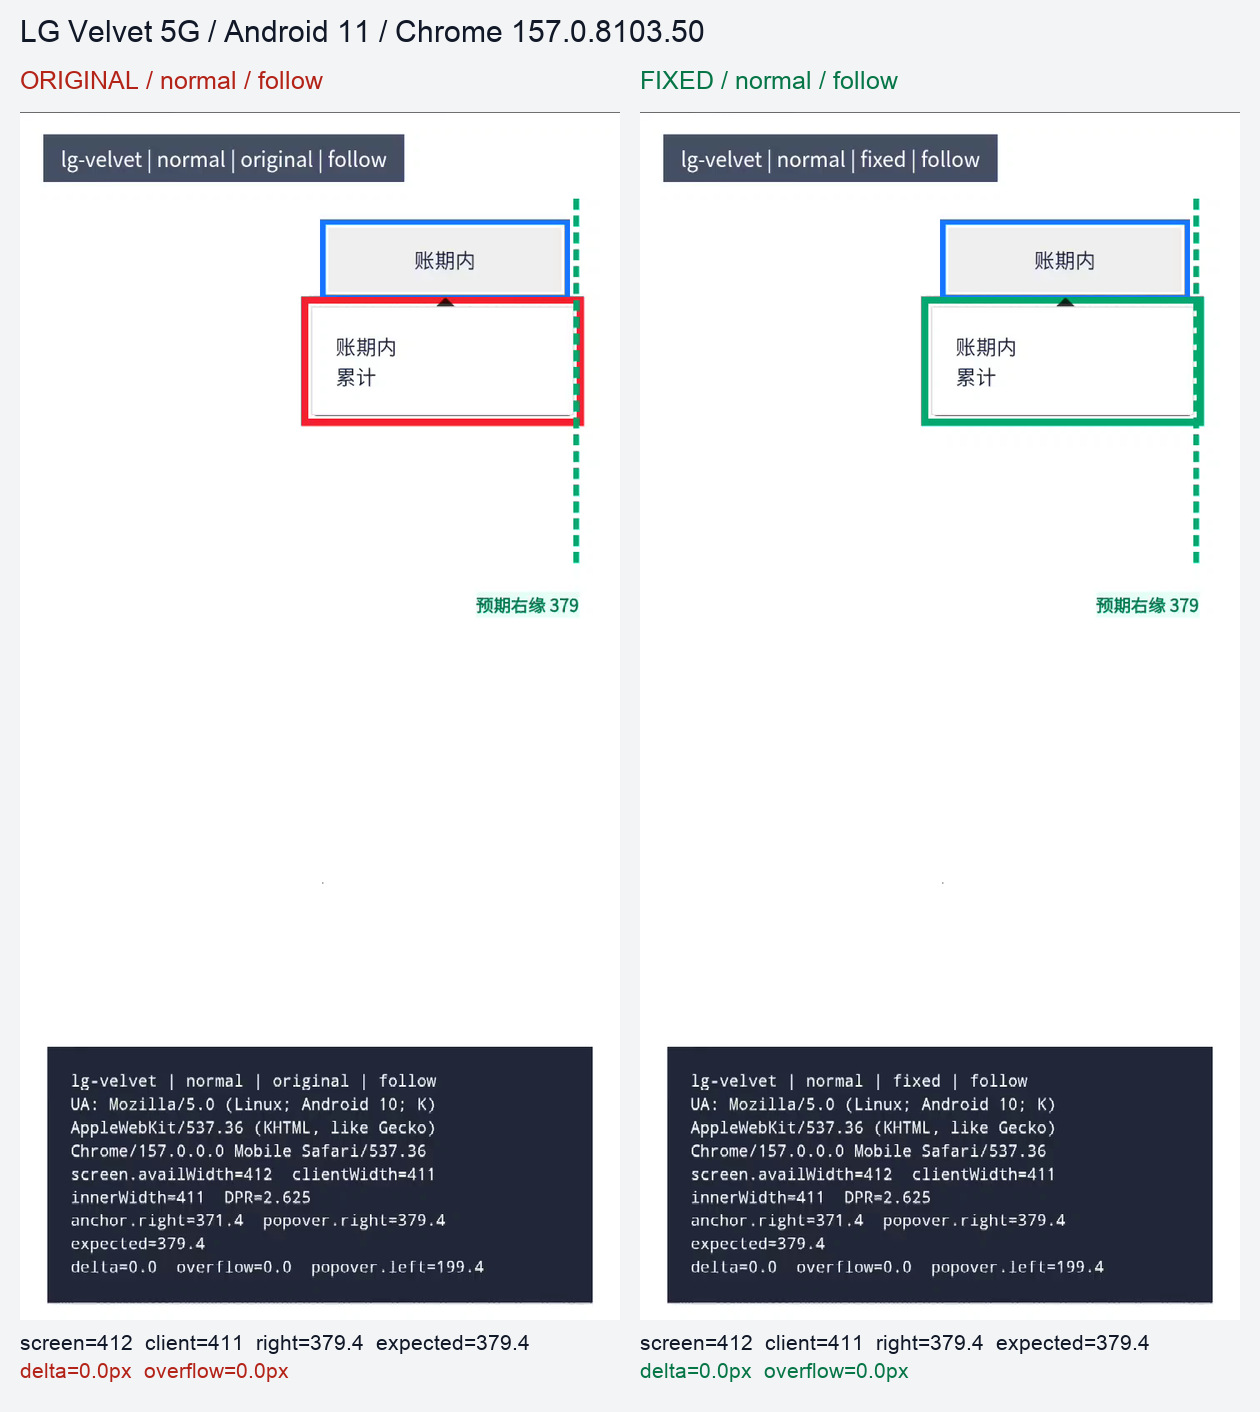 LG Velvet 5G / Android 11 / Chrome 157.0.8103.50
ORIGINAL / normal / follow
lg-velvet | normal | original | follow
账期内
账期内
累计
预期右缘 379
lg-velvet | normal | original | follow
UA: Mozilla/5.0 (Linux; Android 10; K)
AppleWebKit/537.36 (KHTML, like Gecko)
Chrome/157.0.0.0 Mobile Safari/537.36
screen.availWidth=412 clientWidth=411
innerWidth=411 DPR=2.625
anchor.right=371.4 popover.right=379.4
expected=379.4
delta=0.0 overflow=0.0 popover.left=199.4
screen=412 client=411 right=379.4 expected=379.4
delta=0.0px overflow=0.0px
FIXED / normal / follow
lg-velvet | normal | fixed | follow
账期内
账期内
累计
预期右缘 379
lg-velvet | normal | fixed | follow
UA: Mozilla/5.0 (Linux; Android 10; K)
AppleWebKit/537.36 (KHTML, like Gecko)
Chrome/157.0.0.0 Mobile Safari/537.36
screen.availWidth=412 clientWidth=411
innerWidth=411 DPR=2.625
anchor.right=371.4 popover.right=379.4
expected=379.4
delta=0.0 overflow=0.0 popover.left=199.4
screen=412 client=411 right=379.4 expected=379.4
delta=0.0px overflow=0.0px